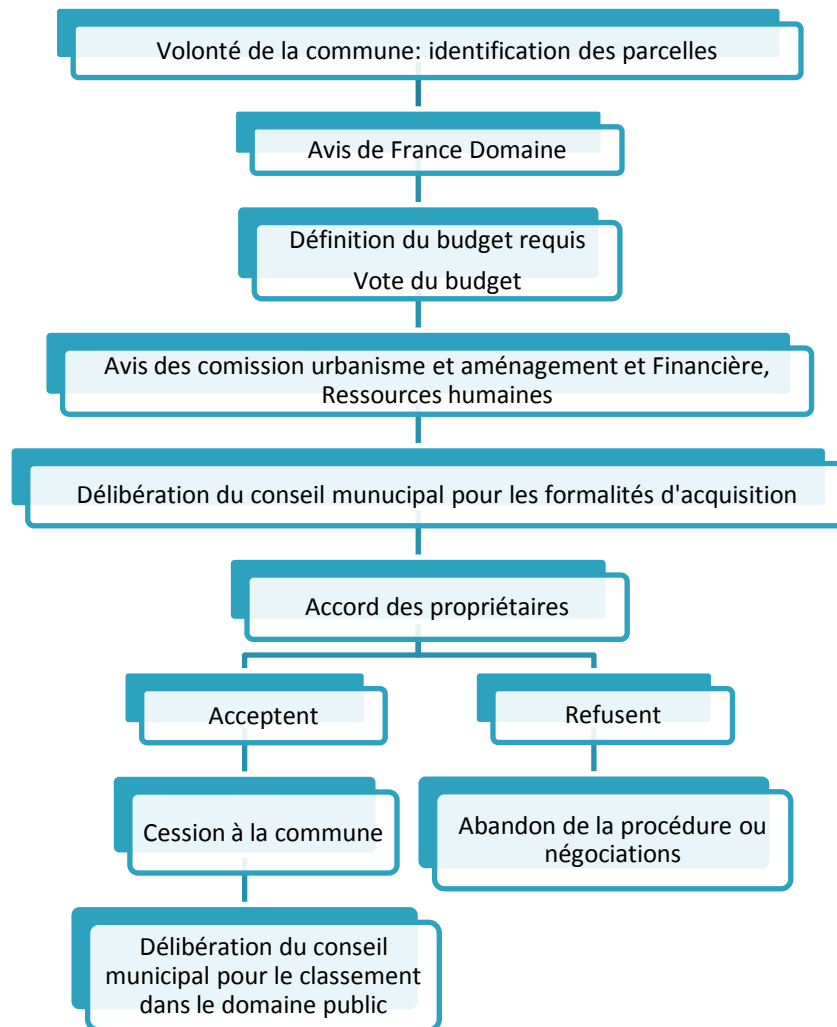 Volonté de la commune: identification des parcelles
Avis de France Domaine
Définition du budget requis
Vote du budget
Avis des comission urbanisme et aménagement et Financière,
Ressources humaines
Délibération du conseil munucipal pour les formalités d'acquisition
Accord des propriétaires
Acceptent
Refusent
Cession à la commune
Abandon de la procédure ou
négociations
Délibération du conseil
municipal pour le classement
dans le domaine public